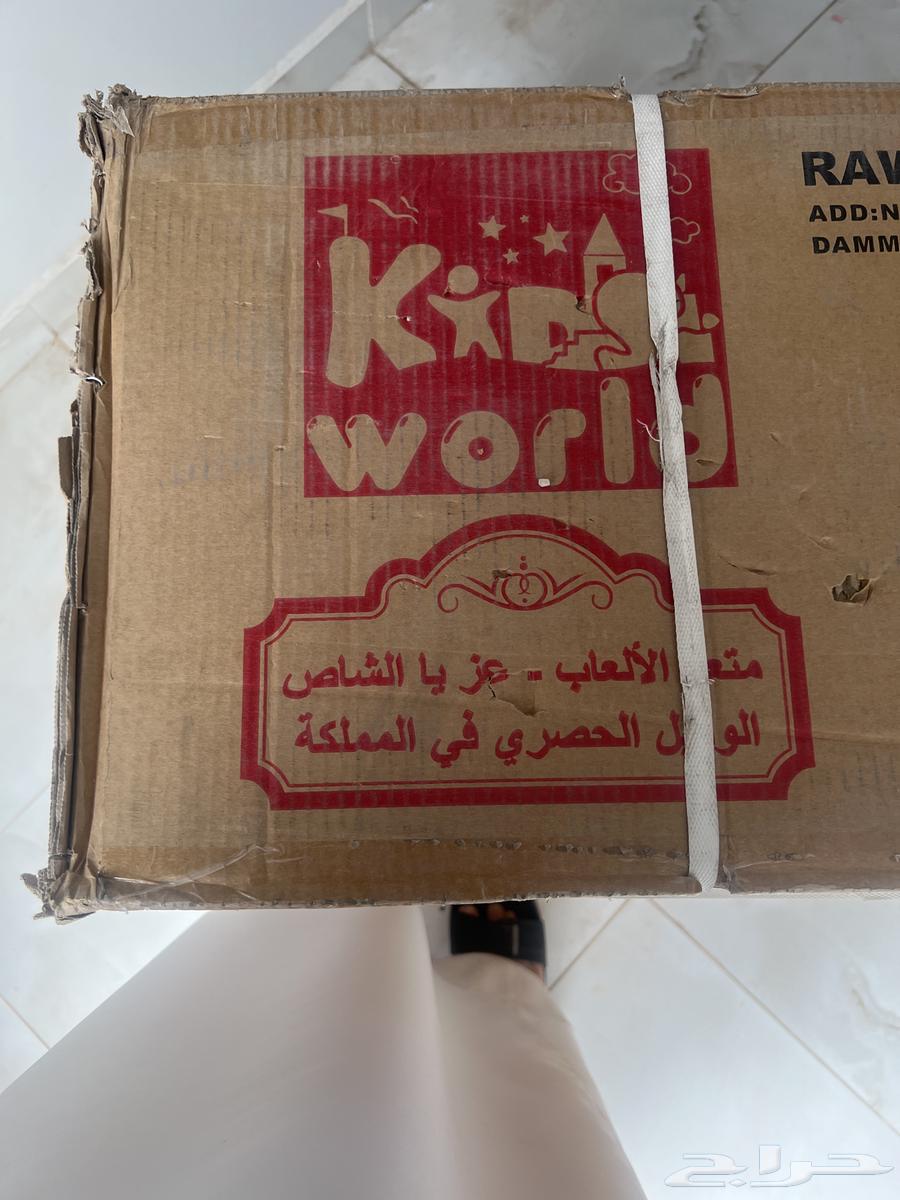 Kids
world
RAW
ADD:N
DAMM
متعة الألعاب - عز يا الشاص
الوكيل الحصري في المملكة
حراج